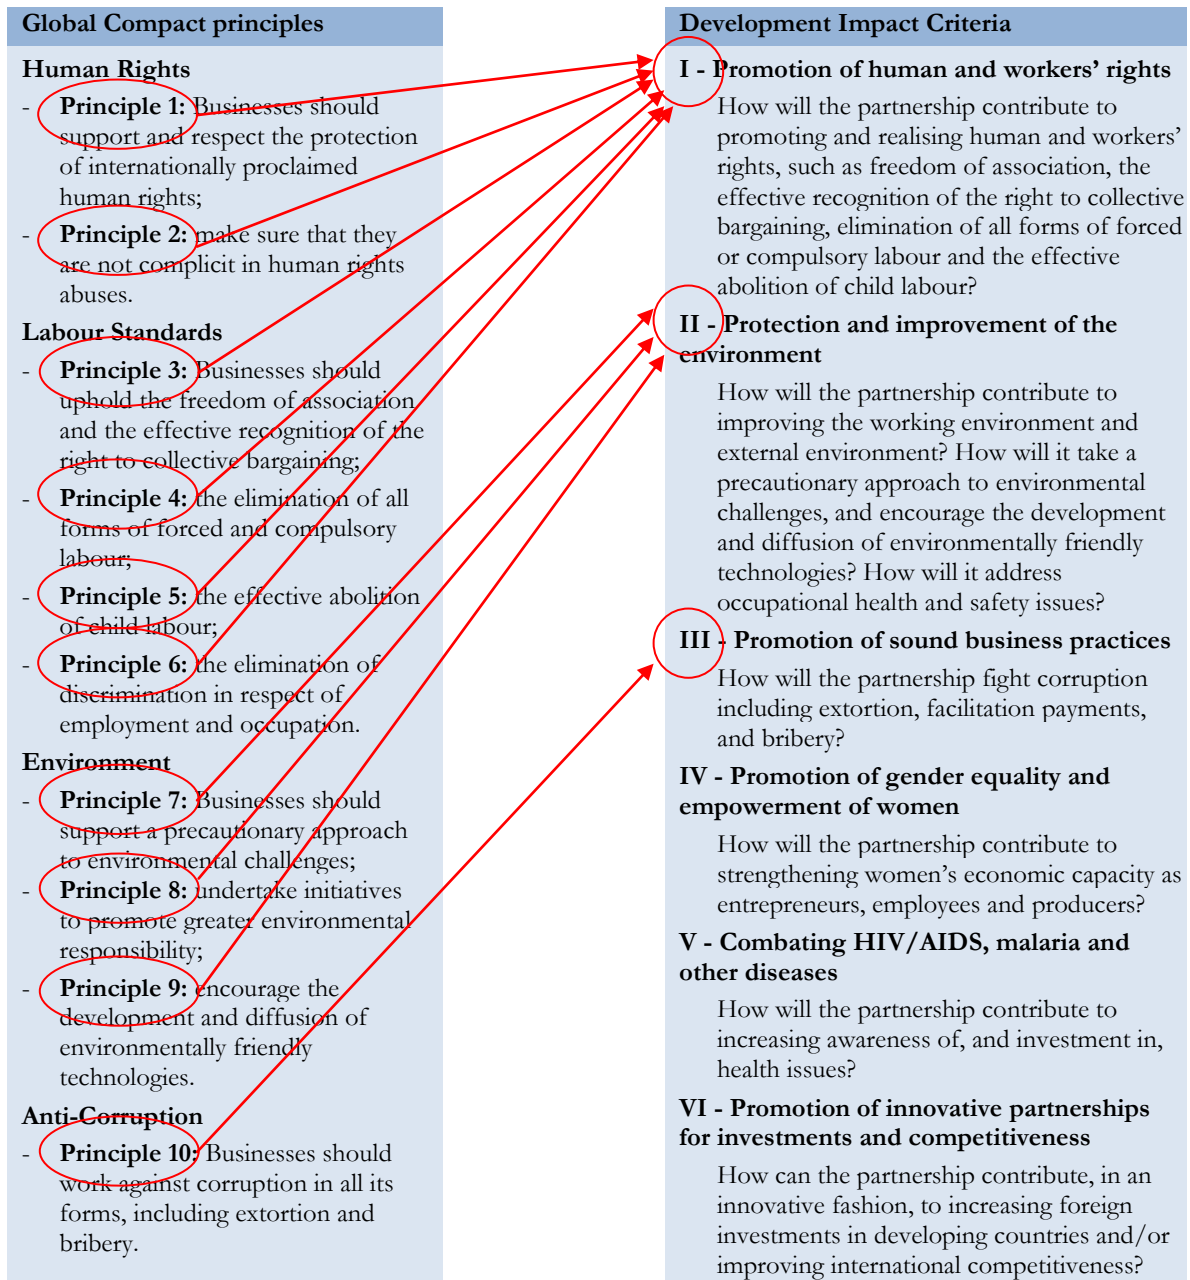 Global Compact principles
Human Rights
- Principle 1: Businesses should
support and respect the protection
of internationally proclaimed
human rights;
- Principle 2: make sure that they
are not complicit in human rights
abuses.
Labour Standards
- Principle 3: Businesses should
uphold the freedom of association
and the effective recognition of the
right to collective bargaining;
- Principle 4: the elimination of all
forms of forced and compulsory
labour;
- Principle 5: the effective abolition
of child labour;
- Principle 6: the elimination of
discrimination in respect of
employment and occupation.
Environment
- Principle 7: Businesses should
support a precautionary approach
to environmental challenges;
- Principle 8: undertake initiatives
to promote greater environmental
responsibility;
- Principle 9: encourage the
development and diffusion of
environmentally friendly
technologies.
Anti-Corruption
- Principle 10: Businesses should
work against corruption in all its
forms, including extortion and
bribery.
Development Impact Criteria
I - Promotion of human and workers’ rights
How will the partnership contribute to
promoting and realising human and workers’
rights, such as freedom of association, the
effective recognition of the right to collective
bargaining, elimination of all forms of forced
or compulsory labour and the effective
abolition of child labour?
II - Protection and improvement of the
environment
How will the partnership contribute to
improving the working environment and
external environment? How will it take a
precautionary approach to environmental
challenges, and encourage the development
and diffusion of environmentally friendly
technologies? How will it address
occupational health and safety issues?
III - Promotion of sound business practices
How will the partnership fight corruption
including extortion, facilitation payments,
and bribery?
IV - Promotion of gender equality and
empowerment of women
How will the partnership contribute to
strengthening women’s economic capacity as
entrepreneurs, employees and producers?
V - Combating HIV/AIDS, malaria and
other diseases
How will the partnership contribute to
increasing awareness of, and investment in,
health issues?
VI - Promotion of innovative partnerships
for investments and competitiveness
How can the partnership contribute, in an
innovative fashion, to increasing foreign
investments in developing countries and/or
improving international competitiveness?